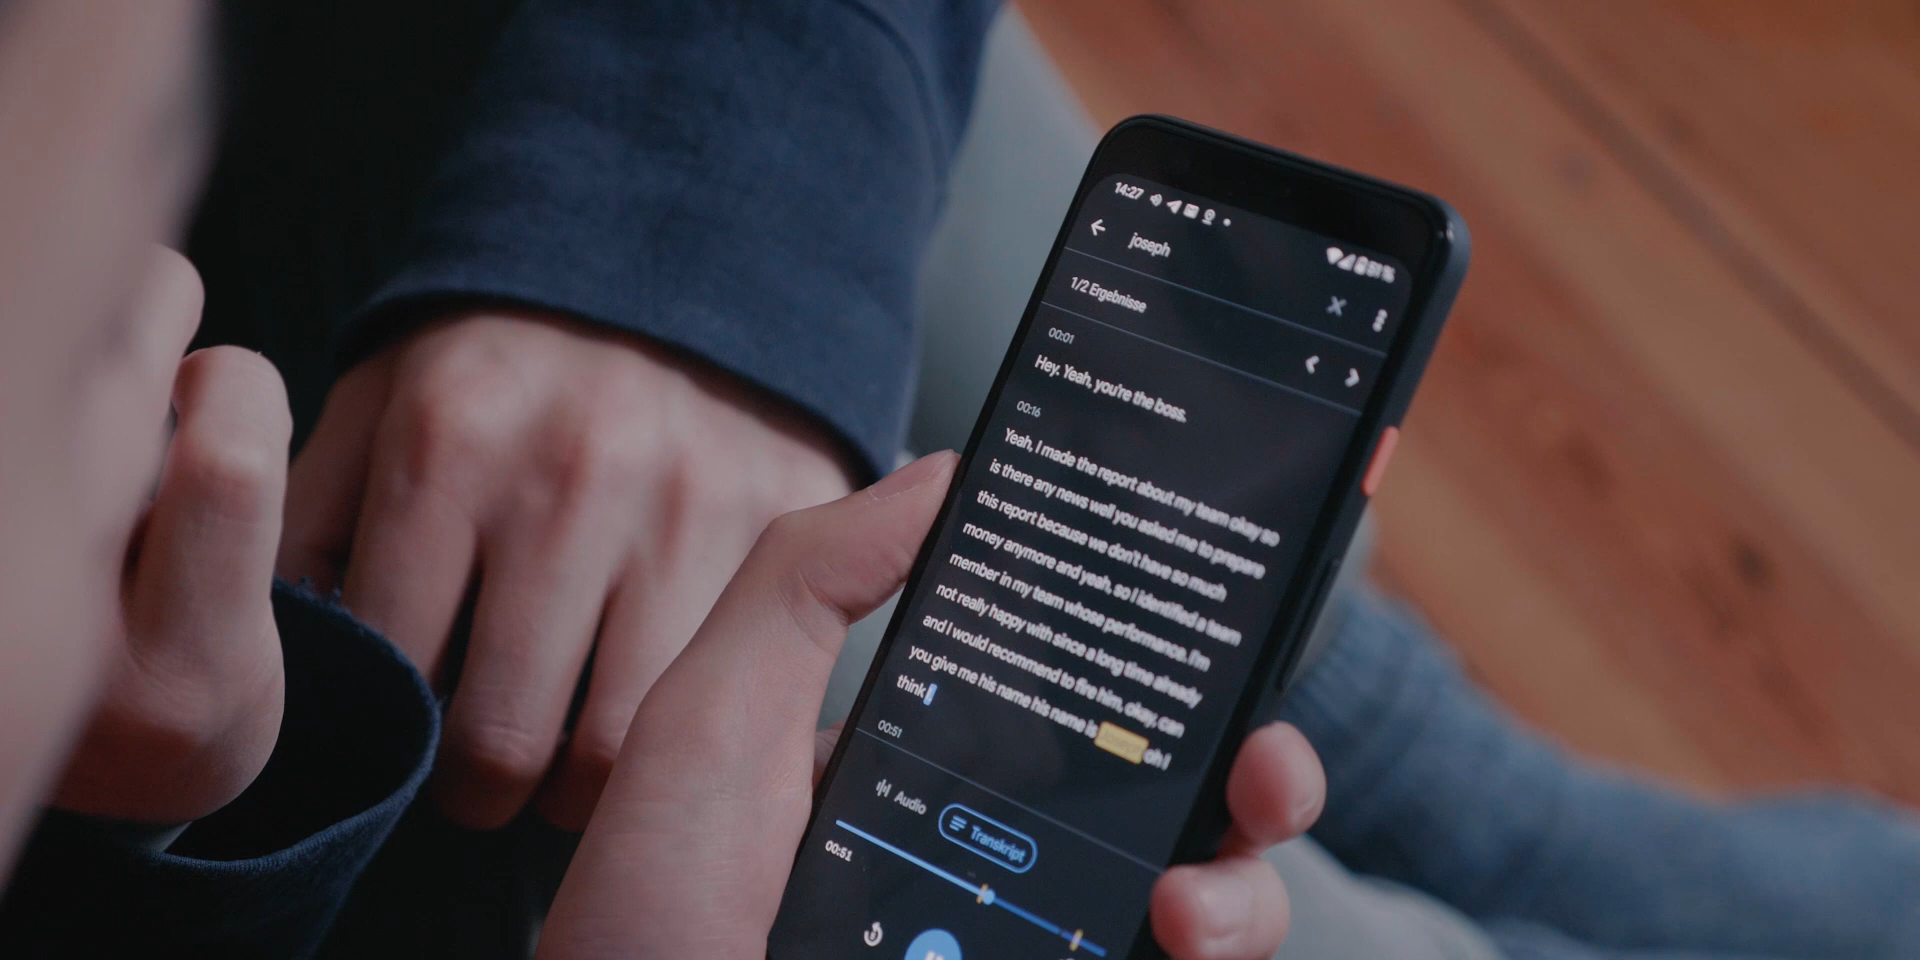 14:27
51%
joseph
1/2 Ergebnisse
00:01
Hey. Yeah, you're the boss.
00:16
Yeah, I made the report about my team okay so
is there any news well you asked me to prepare
this report because we don't have so much
money anymore and yeah, so I identified a team
member in my team whose performance. I'm
not really happy with since a long time already
and I would recommend to fire him, okay, can
you give me his name his name is oh I
think
00:51
Audio
Transkript
00:51